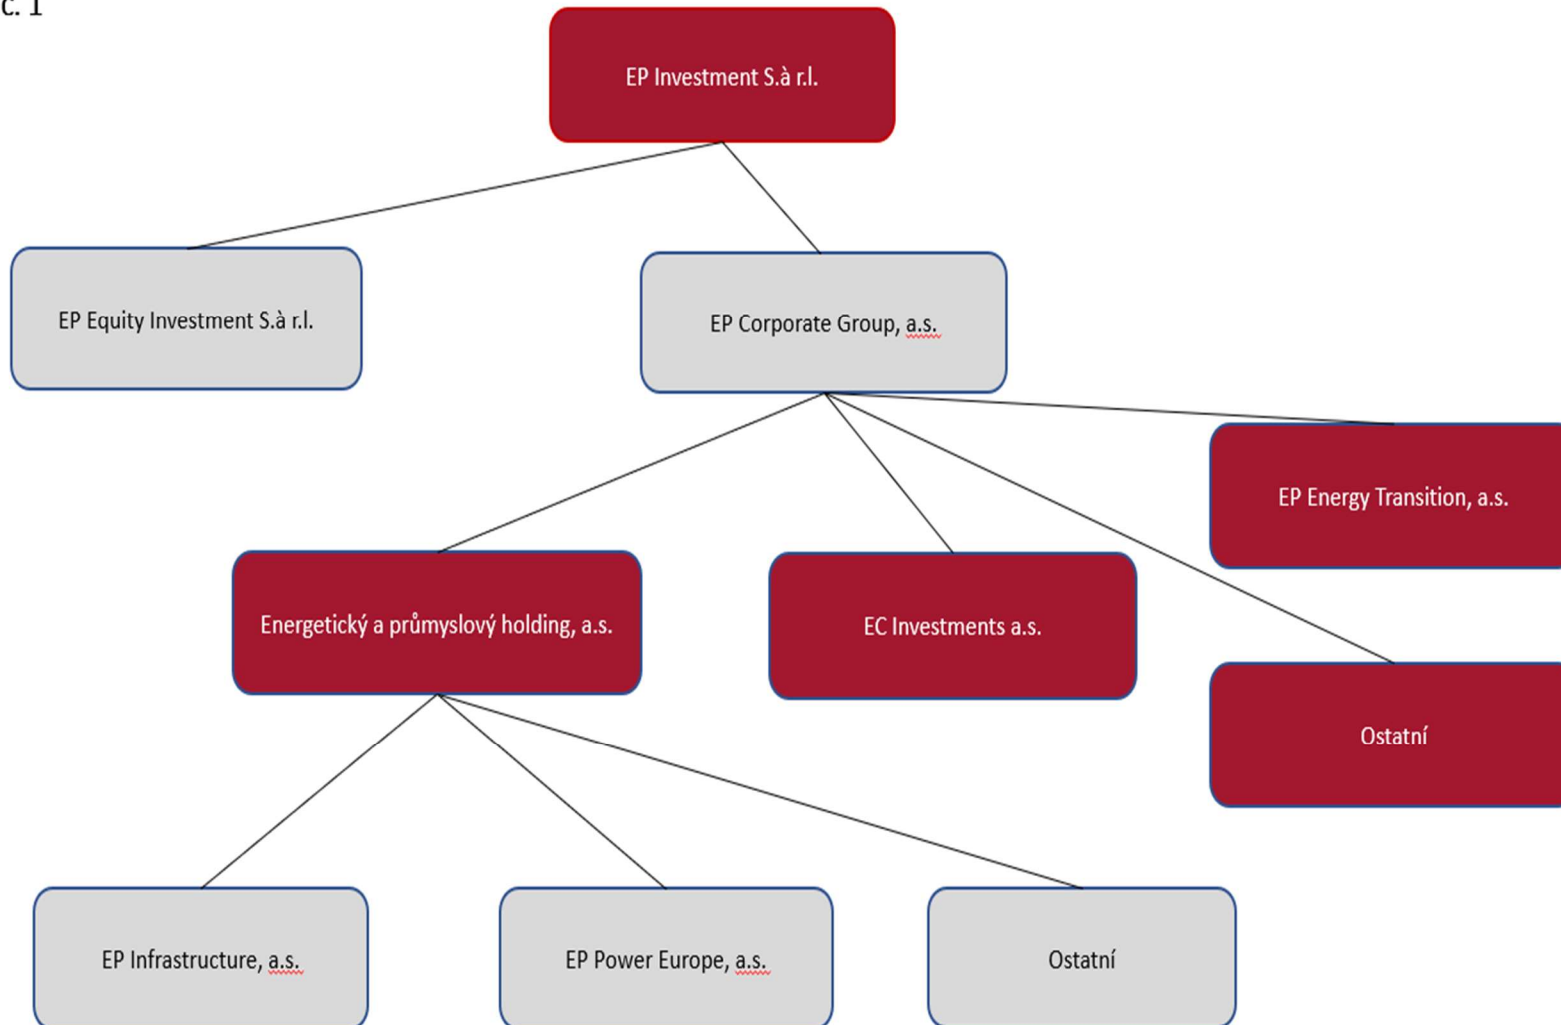 č. 1
EP Investment S.à r.l.
EP Equity Investment S.à r.l.
EP Corporate Group, a.s.
EP Energy Transition, a.s.
Energetický a průmyslový holding, a.s.
EC Investments a.s.
Ostatní
EP Infrastructure, a.s.
EP Power Europe, a.s.
Ostatní